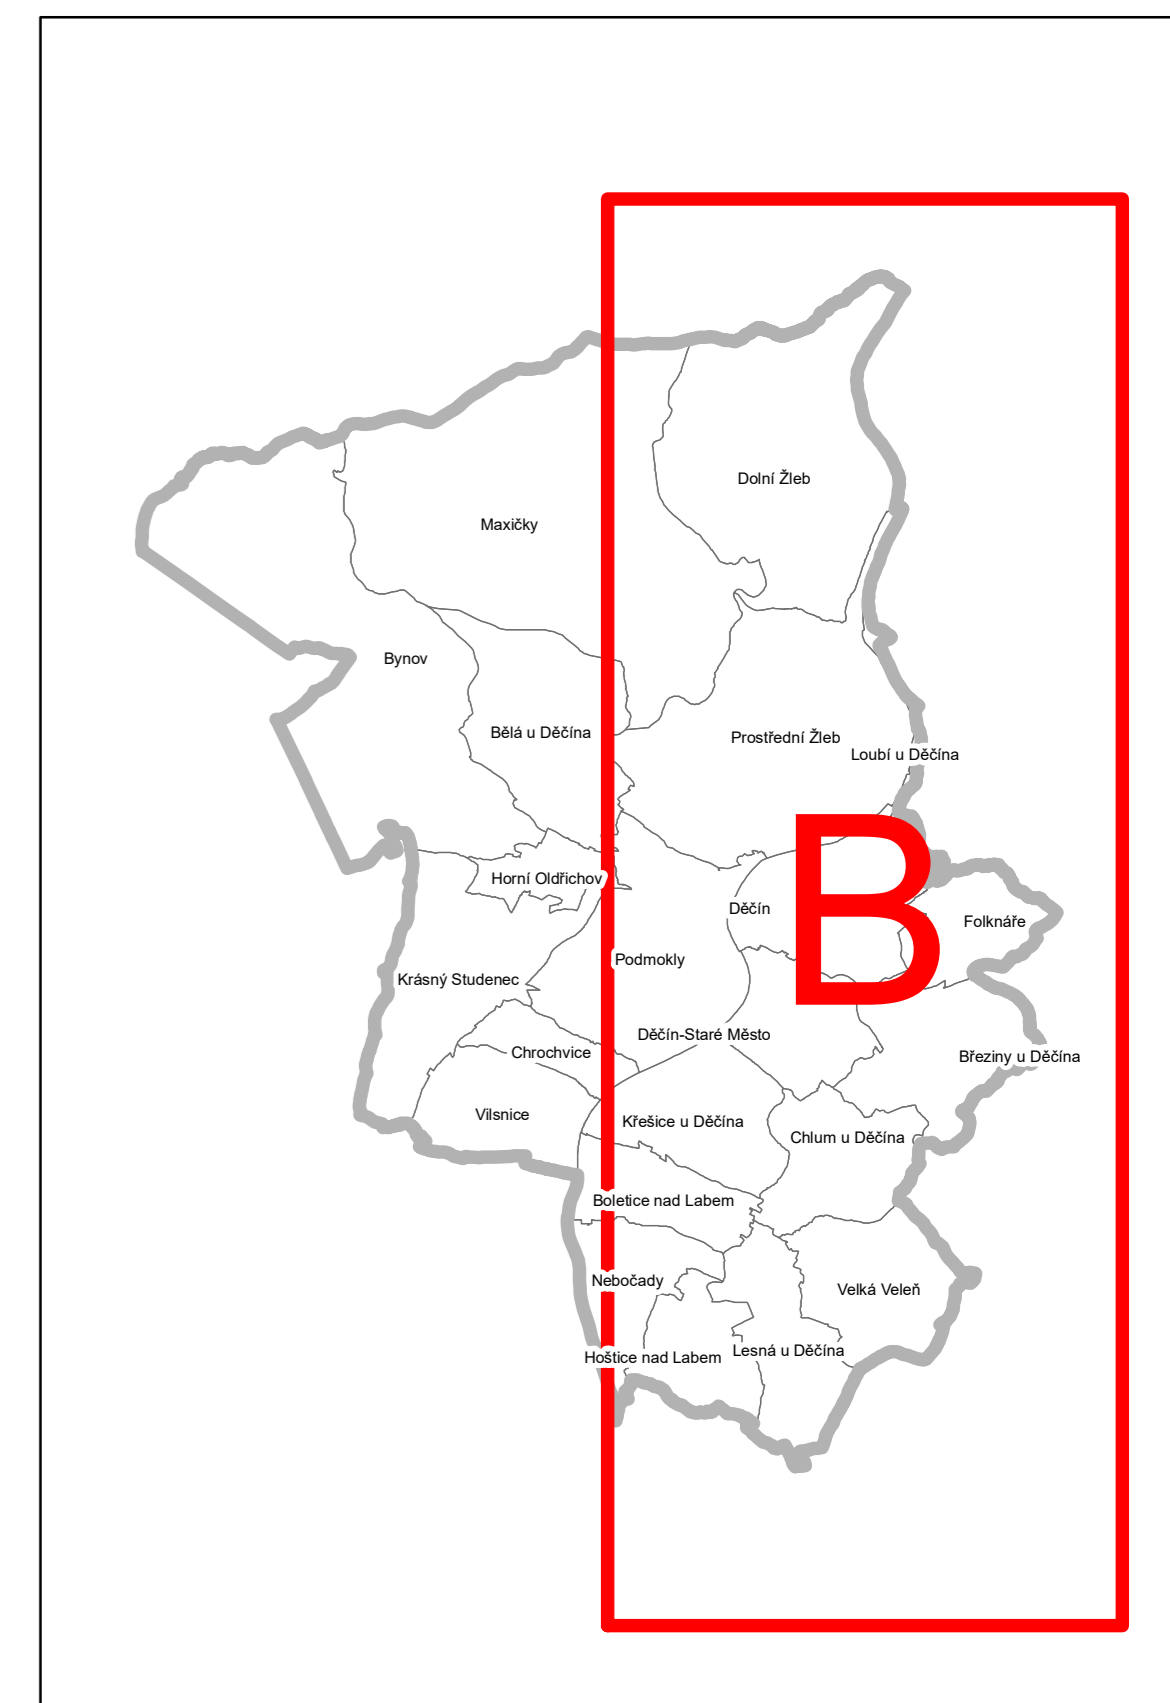 Dolní Žleb
Maxičky
Bynov
Bělá u Děčína
Prostřední Žleb
Loubí u Děčína
B
Horní Oldřichov
Děčín
Folknáře
Podmokly
Krásný Studenec
Děčín-Staré Město
Chrochvice
Březiny u Děčína
Vilsnice
Křešice u Děčína
Chlum u Děčína
Boletice nad Labem
Nebočady
Velká Veleň
Lesná u Děčína
Hoštice nad Labem